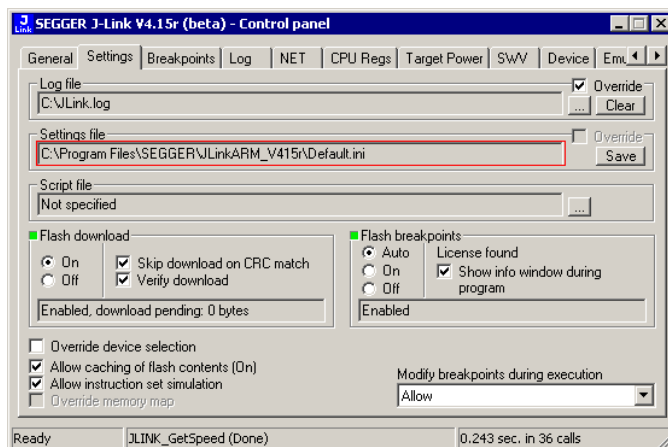 J Link SEGGER J-Link V4.15r (beta) - Control panel
General Settings Breakpoints Log NET CPU Regs Target Power SWV Device Emu
Log file
Override
C:\JLink.log
... Clear
Settings file
Override
C:\Program Files\SEGGER\JLinkARM_V415r\Default.ini
Save
Script file
Not specified
...
Flash download
On
Off
Skip download on CRC match
Verify download
Enabled, download pending: 0 bytes
Flash breakpoints
Auto
On
Off
License found
Show info window during
program
Enabled
Override device selection
Allow caching of flash contents (On)
Allow instruction set simulation
Override memory map
Modify breakpoints during execution
Allow
Ready JLINK_GetSpeed (Done) 0.243 sec. in 36 calls